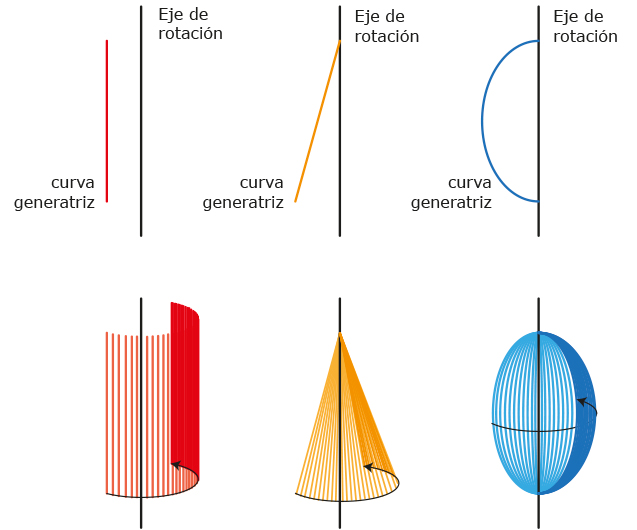 Eje de
rotación
Eje de
rotación
Eje de
rotación
curva
generatriz
curva
generatriz
curva
generatriz